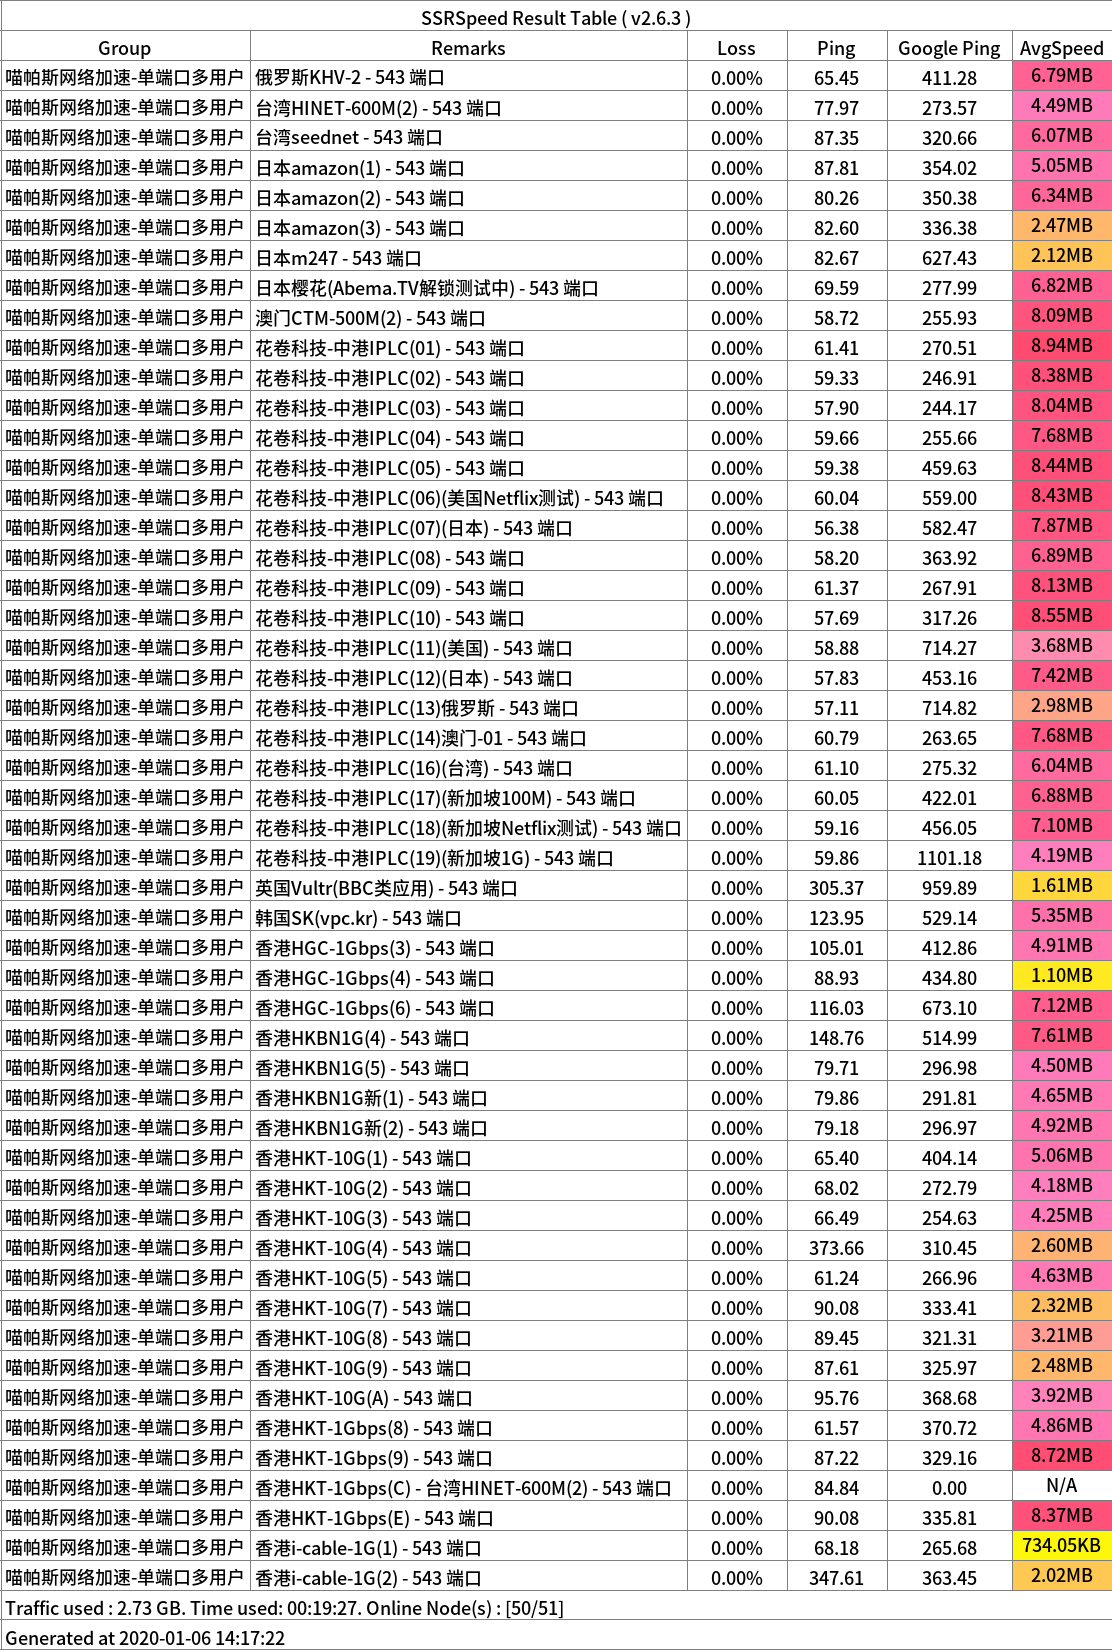 SSRSpeed Result Table ( v2.6.3 )
Group Remarks Loss Ping Google Ping AvgSpeed
喵帕斯网络加速-单端口多用户 俄罗斯KHV-2 - 543 端口 0.00% 65.45 411.28 6.79MB
喵帕斯网络加速-单端口多用户 台湾HINET-600M(2) - 543 端口 0.00% 77.97 273.57 4.49MB
喵帕斯网络加速-单端口多用户 台湾seednet - 543 端口 0.00% 87.35 320.66 6.07MB
喵帕斯网络加速-单端口多用户 日本amazon(1) - 543 端口 0.00% 87.81 354.02 5.05MB
喵帕斯网络加速-单端口多用户 日本amazon(2) - 543 端口 0.00% 80.26 350.38 6.34MB
喵帕斯网络加速-单端口多用户 日本amazon(3) - 543 端口 0.00% 82.60 336.38 2.47MB
喵帕斯网络加速-单端口多用户 日本m247 - 543 端口 0.00% 82.67 627.43 2.12MB
喵帕斯网络加速-单端口多用户 日本樱花(Abema.TV解锁测试中) - 543 端口 0.00% 69.59 277.99 6.82MB
喵帕斯网络加速-单端口多用户 澳门CTM-500M(2) - 543 端口 0.00% 58.72 255.93 8.09MB
喵帕斯网络加速-单端口多用户 花卷科技-中港IPLC(01) - 543 端口 0.00% 61.41 270.51 8.94MB
喵帕斯网络加速-单端口多用户 花卷科技-中港IPLC(02) - 543 端口 0.00% 59.33 246.91 8.38MB
喵帕斯网络加速-单端口多用户 花卷科技-中港IPLC(03) - 543 端口 0.00% 57.90 244.17 8.04MB
喵帕斯网络加速-单端口多用户 花卷科技-中港IPLC(04) - 543 端口 0.00% 59.66 255.66 7.68MB
喵帕斯网络加速-单端口多用户 花卷科技-中港IPLC(05) - 543 端口 0.00% 59.38 459.63 8.44MB
喵帕斯网络加速-单端口多用户 花卷科技-中港IPLC(06)(美国Netflix测试) - 543 端口 0.00% 60.04 559.00 8.43MB
喵帕斯网络加速-单端口多用户 花卷科技-中港IPLC(07)(日本) - 543 端口 0.00% 56.38 582.47 7.87MB
喵帕斯网络加速-单端口多用户 花卷科技-中港IPLC(08) - 543 端口 0.00% 58.20 363.92 6.89MB
喵帕斯网络加速-单端口多用户 花卷科技-中港IPLC(09) - 543 端口 0.00% 61.37 267.91 8.13MB
喵帕斯网络加速-单端口多用户 花卷科技-中港IPLC(10) - 543 端口 0.00% 57.69 317.26 8.55MB
喵帕斯网络加速-单端口多用户 花卷科技-中港IPLC(11)(美国) - 543 端口 0.00% 58.88 714.27 3.68MB
喵帕斯网络加速-单端口多用户 花卷科技-中港IPLC(12)(日本) - 543 端口 0.00% 57.83 453.16 7.42MB
喵帕斯网络加速-单端口多用户 花卷科技-中港IPLC(13)俄罗斯 - 543 端口 0.00% 57.11 714.82 2.98MB
喵帕斯网络加速-单端口多用户 花卷科技-中港IPLC(14)澳门-01 - 543 端口 0.00% 60.79 263.65 7.68MB
喵帕斯网络加速-单端口多用户 花卷科技-中港IPLC(16)(台湾) - 543 端口 0.00% 61.10 275.32 6.04MB
喵帕斯网络加速-单端口多用户 花卷科技-中港IPLC(17)(新加坡100M) - 543 端口 0.00% 60.05 422.01 6.88MB
喵帕斯网络加速-单端口多用户 花卷科技-中港IPLC(18)(新加坡Netflix测试) - 543 端口 0.00% 59.16 456.05 7.10MB
喵帕斯网络加速-单端口多用户 花卷科技-中港IPLC(19)(新加坡1G) - 543 端口 0.00% 59.86 1101.18 4.19MB
喵帕斯网络加速-单端口多用户 英国Vultr(BBC类应用) - 543 端口 0.00% 305.37 959.89 1.61MB
喵帕斯网络加速-单端口多用户 韩国SK(vpc.kr) - 543 端口 0.00% 123.95 529.14 5.35MB
喵帕斯网络加速-单端口多用户 香港HGC-1Gbps(3) - 543 端口 0.00% 105.01 412.86 4.91MB
喵帕斯网络加速-单端口多用户 香港HGC-1Gbps(4) - 543 端口 0.00% 88.93 434.80 1.10MB
喵帕斯网络加速-单端口多用户 香港HGC-1Gbps(6) - 543 端口 0.00% 116.03 673.10 7.12MB
喵帕斯网络加速-单端口多用户 香港HKBN1G(4) - 543 端口 0.00% 148.76 514.99 7.61MB
喵帕斯网络加速-单端口多用户 香港HKBN1G(5) - 543 端口 0.00% 79.71 296.98 4.50MB
喵帕斯网络加速-单端口多用户 香港HKBN1G新(1) - 543 端口 0.00% 79.86 291.81 4.65MB
喵帕斯网络加速-单端口多用户 香港HKBN1G新(2) - 543 端口 0.00% 79.18 296.97 4.92MB
喵帕斯网络加速-单端口多用户 香港HKT-10G(1) - 543 端口 0.00% 65.40 404.14 5.06MB
喵帕斯网络加速-单端口多用户 香港HKT-10G(2) - 543 端口 0.00% 68.02 272.79 4.18MB
喵帕斯网络加速-单端口多用户 香港HKT-10G(3) - 543 端口 0.00% 66.49 254.63 4.25MB
喵帕斯网络加速-单端口多用户 香港HKT-10G(4) - 543 端口 0.00% 373.66 310.45 2.60MB
喵帕斯网络加速-单端口多用户 香港HKT-10G(5) - 543 端口 0.00% 61.24 266.96 4.63MB
喵帕斯网络加速-单端口多用户 香港HKT-10G(7) - 543 端口 0.00% 90.08 333.41 2.32MB
喵帕斯网络加速-单端口多用户 香港HKT-10G(8) - 543 端口 0.00% 89.45 321.31 3.21MB
喵帕斯网络加速-单端口多用户 香港HKT-10G(9) - 543 端口 0.00% 87.61 325.97 2.48MB
喵帕斯网络加速-单端口多用户 香港HKT-10G(A) - 543 端口 0.00% 95.76 368.68 3.92MB
喵帕斯网络加速-单端口多用户 香港HKT-1Gbps(8) - 543 端口 0.00% 61.57 370.72 4.86MB
喵帕斯网络加速-单端口多用户 香港HKT-1Gbps(9) - 543 端口 0.00% 87.22 329.16 8.72MB
喵帕斯网络加速-单端口多用户 香港HKT-1Gbps(C) - 台湾HINET-600M(2) - 543 端口 0.00% 84.84 0.00 N/A
喵帕斯网络加速-单端口多用户 香港HKT-1Gbps(E) - 543 端口 0.00% 90.08 335.81 8.37MB
喵帕斯网络加速-单端口多用户 香港i-cable-1G(1) - 543 端口 0.00% 68.18 265.68 734.05KB
喵帕斯网络加速-单端口多用户 香港i-cable-1G(2) - 543 端口 0.00% 347.61 363.45 2.02MB
Traffic used : 2.73 GB. Time used: 00:19:27. Online Node(s) : [50/51]
Generated at 2020-01-06 14:17:22